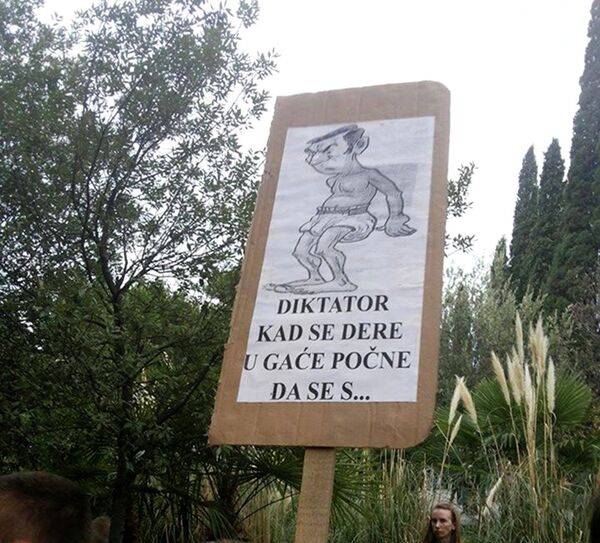 DIKTATOR
KAD SE DERE
U GAĆE POČNE
DA SE S...